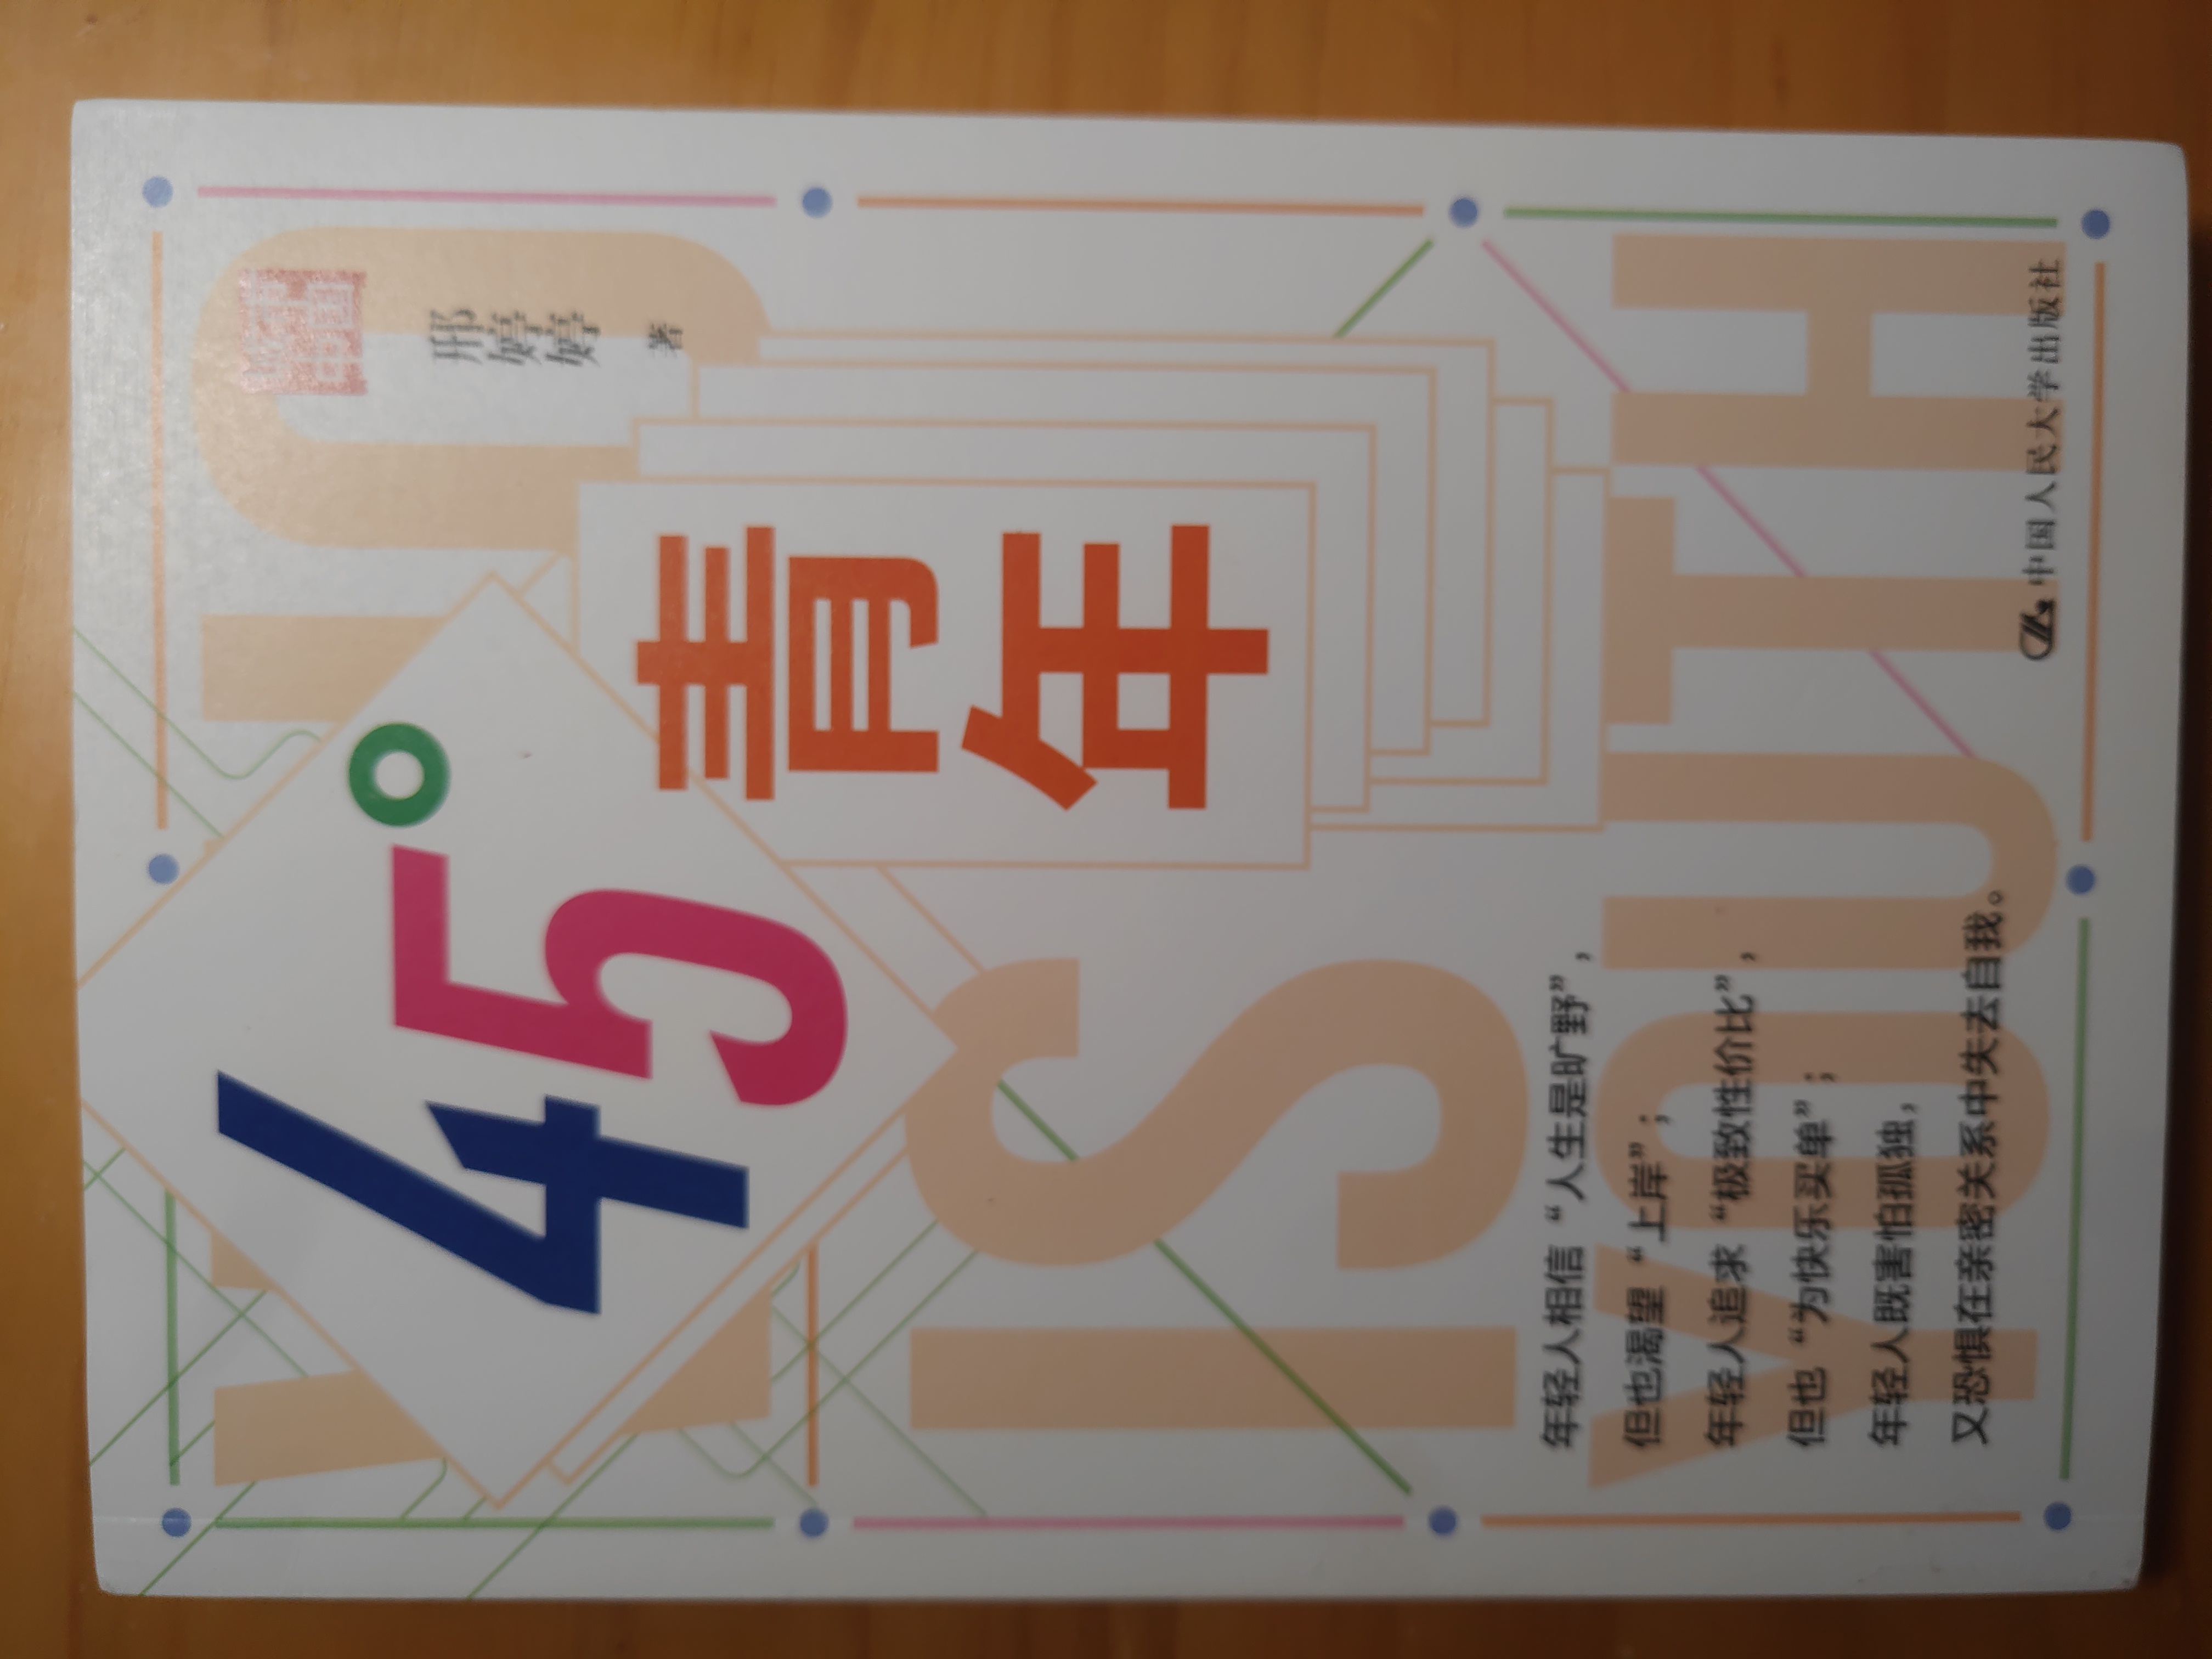 45°
青年
邢婷婷 著
WHO
IS
YOUTH
年轻人相信“人生是旷野”，
但也渴望“上岸”；
年轻人追求“极致性价比”，
但也“为快乐买单”；
年轻人既害怕孤独，
又恐惧在亲密关系中失去自我。
中国人民大学出版社